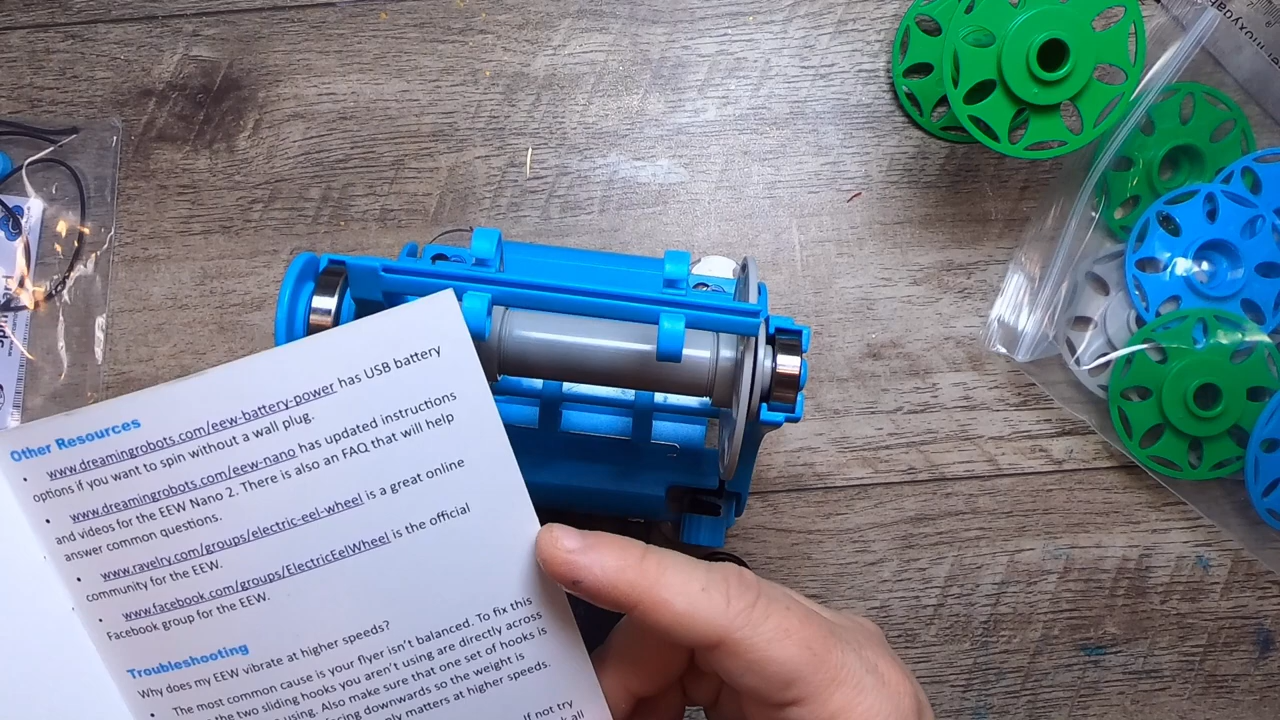 Other Resources
• www.dreamingrobots.com/eew-battery-power has USB battery
options if you want to spin without a wall plug.
• www.dreamingrobots.com/eew-nano has updated instructions
and videos for the EEW Nano 2. There is also an FAQ that will help
answer common questions.
• www.ravelry.com/groups/electric-eel-wheel is a great online
community for the EEW.
• www.facebook.com/groups/ElectricEelWheel is the official
Facebook group for the EEW.
Troubleshooting
Why does my EEW vibrate at higher speeds?
• The most common cause is your flyer isn't balanced. To fix this
the two sliding hooks you aren't using are directly across
using. Also make sure that one set of hooks is
facing downwards so the weight is
only matters at higher speeds.
If not try
all